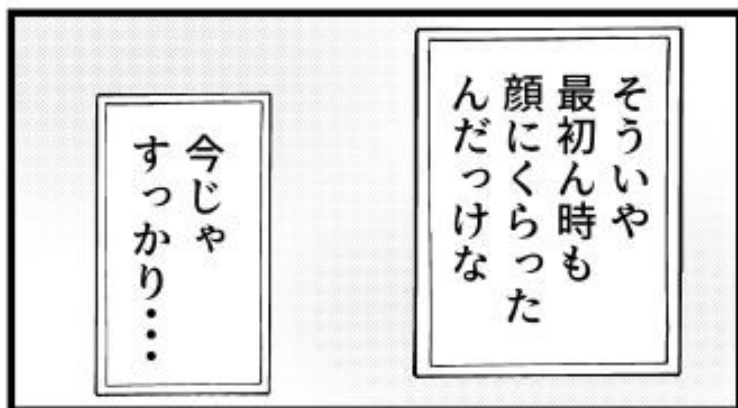 そういや
最初ん時も
顔にくらった
んだっけな
今じゃ
すっかり…